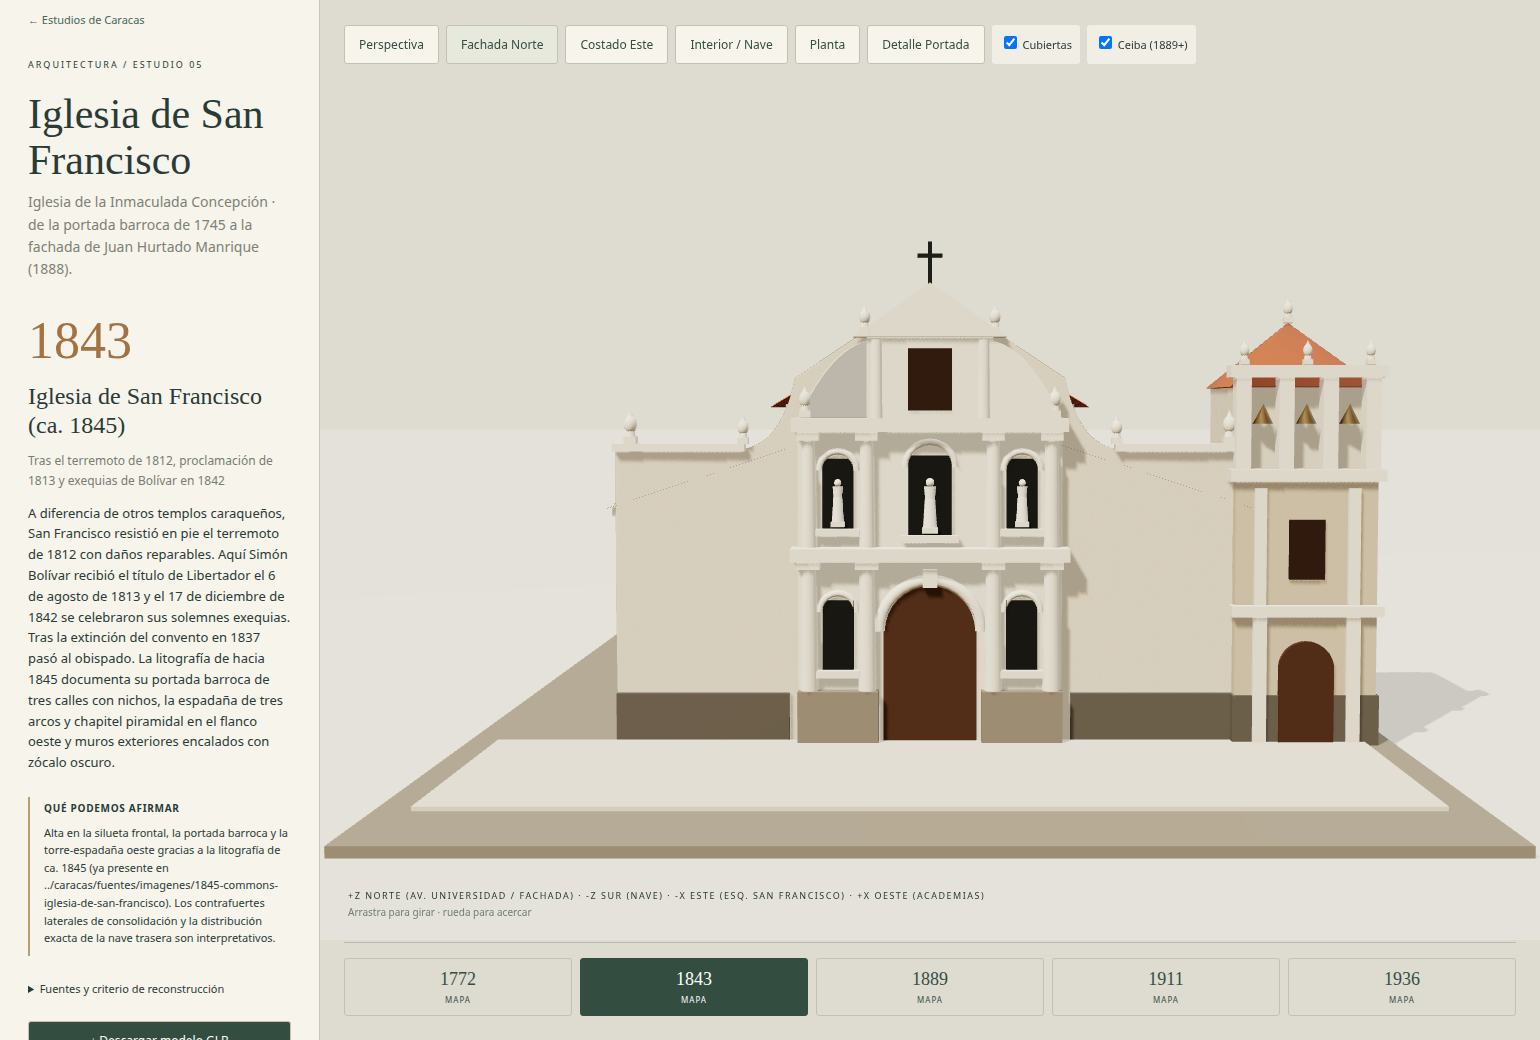 ← Estudios de Caracas
ARQUITECTURA / ESTUDIO 05
Iglesia de San
Francisco
Iglesia de la Inmaculada Concepción ·
de la portada barroca de 1745 a la
fachada de Juan Hurtado Manrique
(1888).
1843
Iglesia de San Francisco
(ca. 1845)
Tras el terremoto de 1812, proclamación de
1813 y exequias de Bolívar en 1842
A diferencia de otros templos caraqueños,
San Francisco resistió en pie el terremoto
de 1812 con daños reparables. Aquí Simón
Bolívar recibió el título de Libertador el 6
de agosto de 1813 y el 17 de diciembre de
1842 se celebraron sus solemnes exequias.
Tras la extinción del convento en 1837
pasó al obispado. La litografía de hacia
1845 documenta su portada barroca de
tres calles con nichos, la espadaña de tres
arcos y chapitel piramidal en el flanco
oeste y muros exteriores encalados con
zócalo oscuro.
QUÉ PODEMOS AFIRMAR
Alta en la silueta frontal, la portada barroca y la
torre-espadaña oeste gracias a la litografía de
ca. 1845 (ya presente en
../caracas/fuentes/imagenes/1845-commons-
iglesia-de-san-francisco). Los contrafuertes
laterales de consolidación y la distribución
exacta de la nave trasera son interpretativos.
Fuentes y criterio de reconstrucción
↓ Descargar modelo GLB
Perspectiva
Fachada Norte
Costado Este
Interior / Nave
Planta
Detalle Portada
Cubiertas
Ceiba (1889+)
+Z NORTE (AV. UNIVERSIDAD / FACHADA) · -Z SUR (NAVE) · -X ESTE (ESQ. SAN FRANCISCO) · +X OESTE (ACADEMIAS)
Arrastra para girar · rueda para acercar
1772
MAPA
1843
MAPA
1889
MAPA
1911
MAPA
1936
MAPA